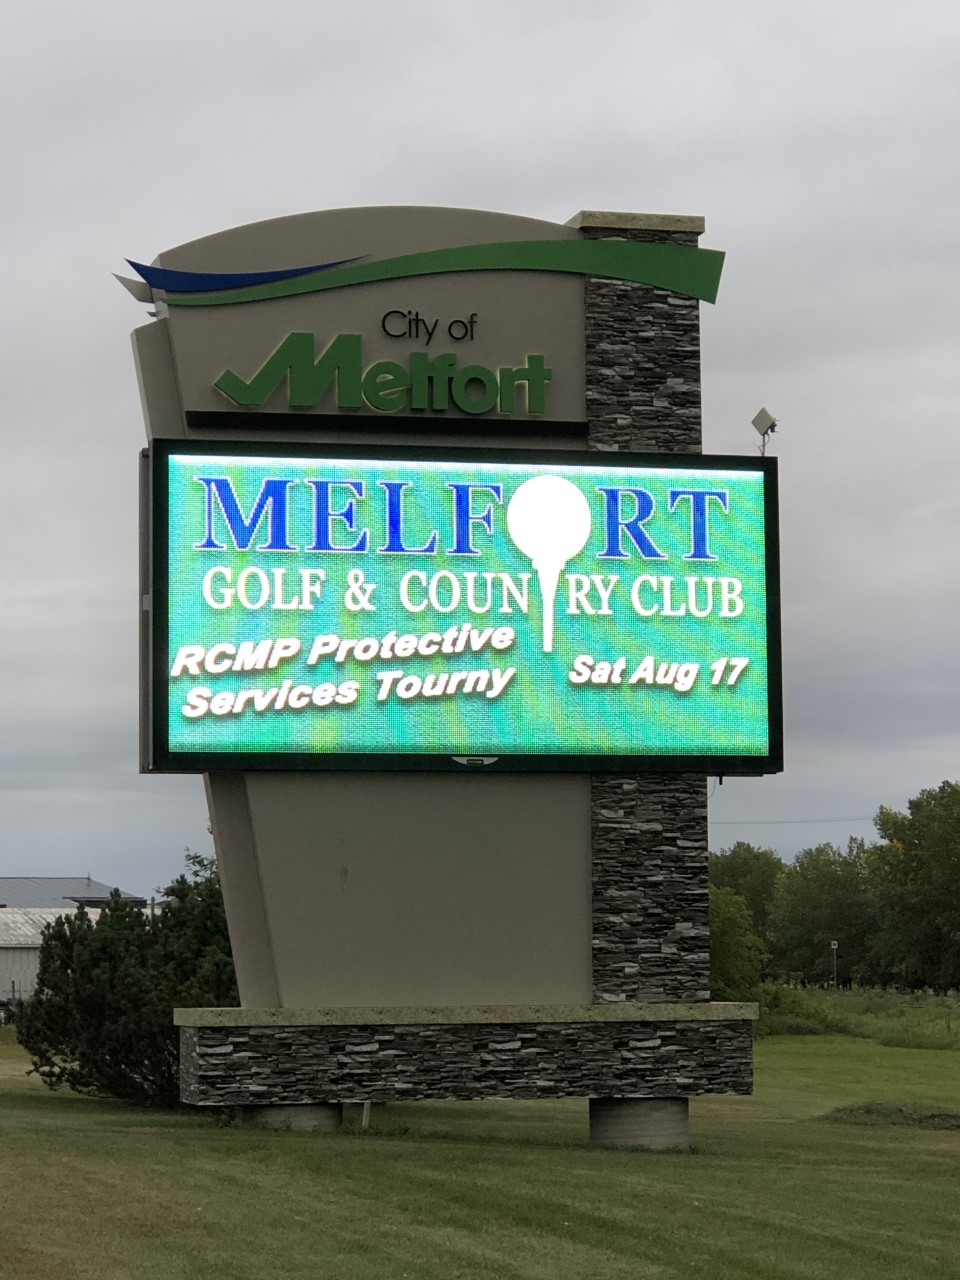 City of
Melfort
MELFORT
GOLF & COUNTRY CLUB
RCMP Protective
Services Tourny
Sat Aug 17